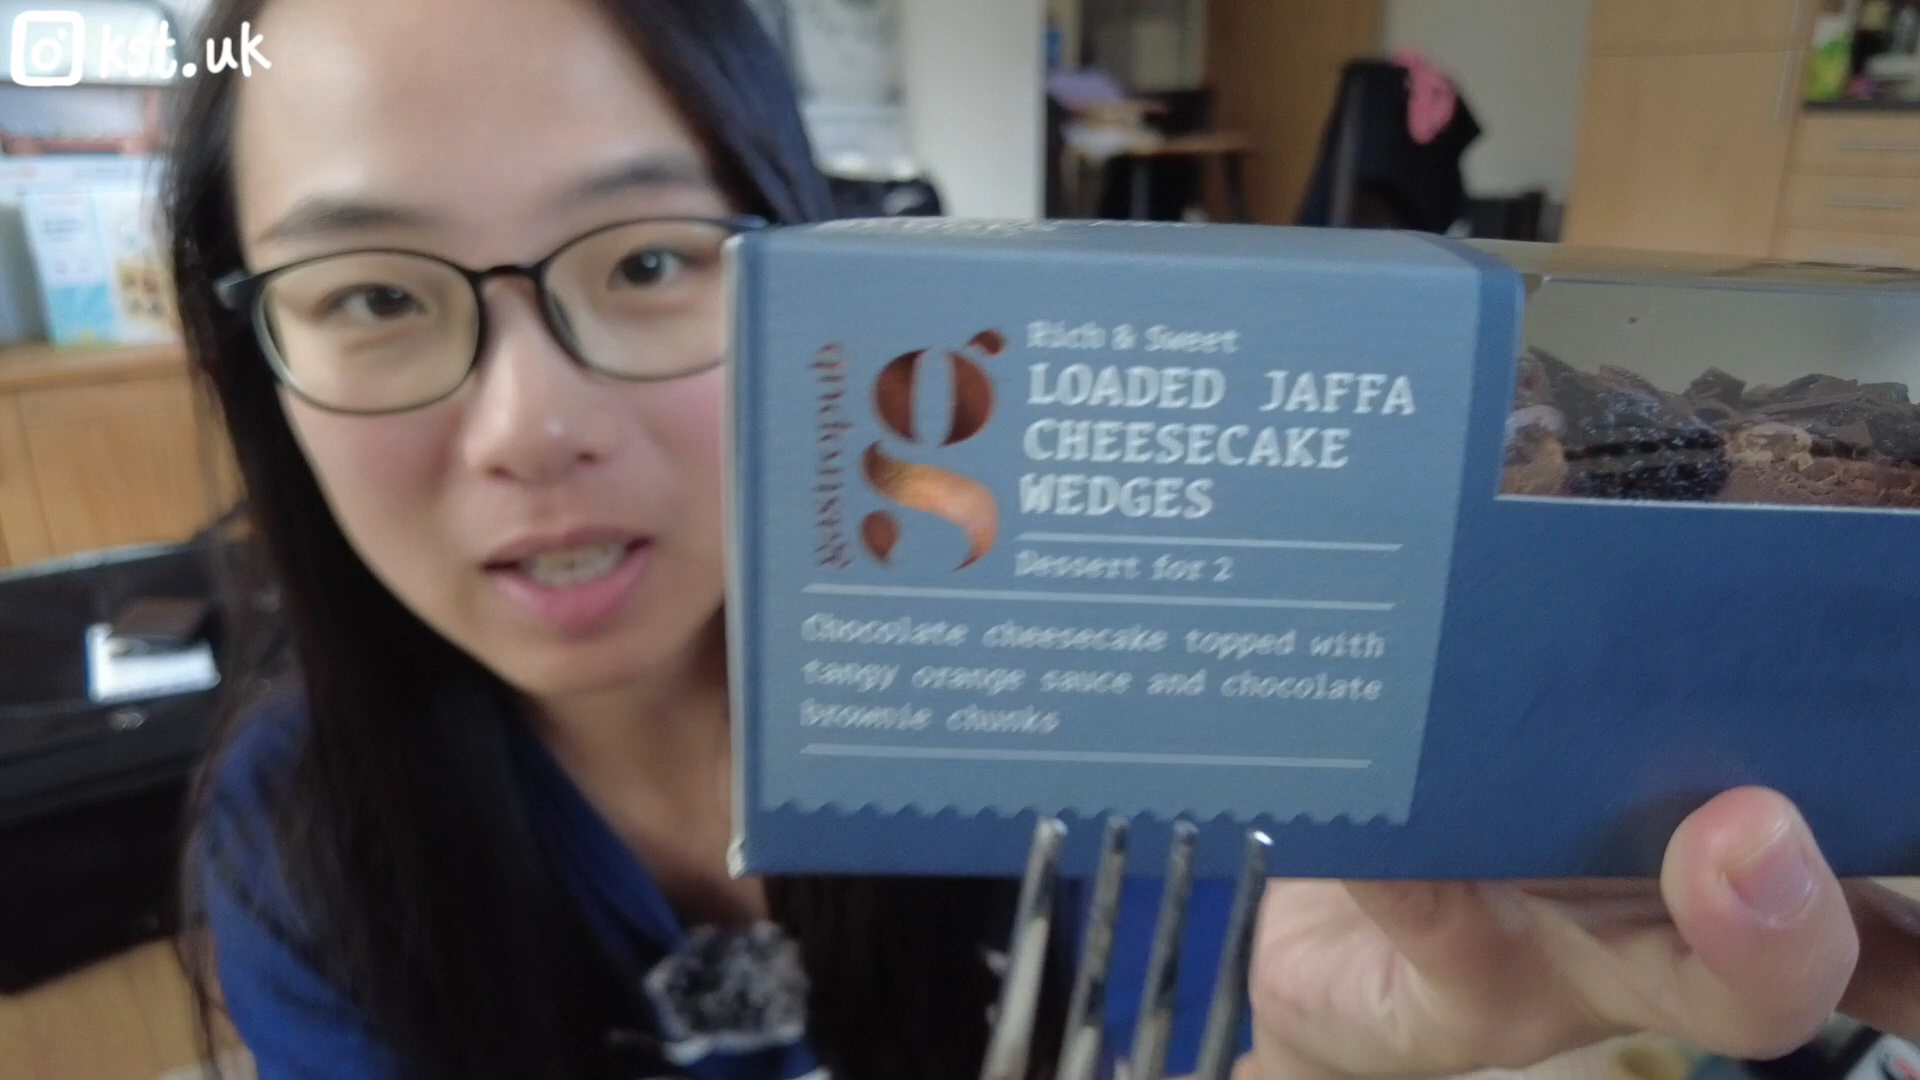 kst.uk
gastropub
Rich & Sweet
LOADED JAFFA
CHEESECAKE
WEDGES
Dessert for 2
Chocolate cheesecake topped with
tangy orange sauce and chocolate
brownie chunks